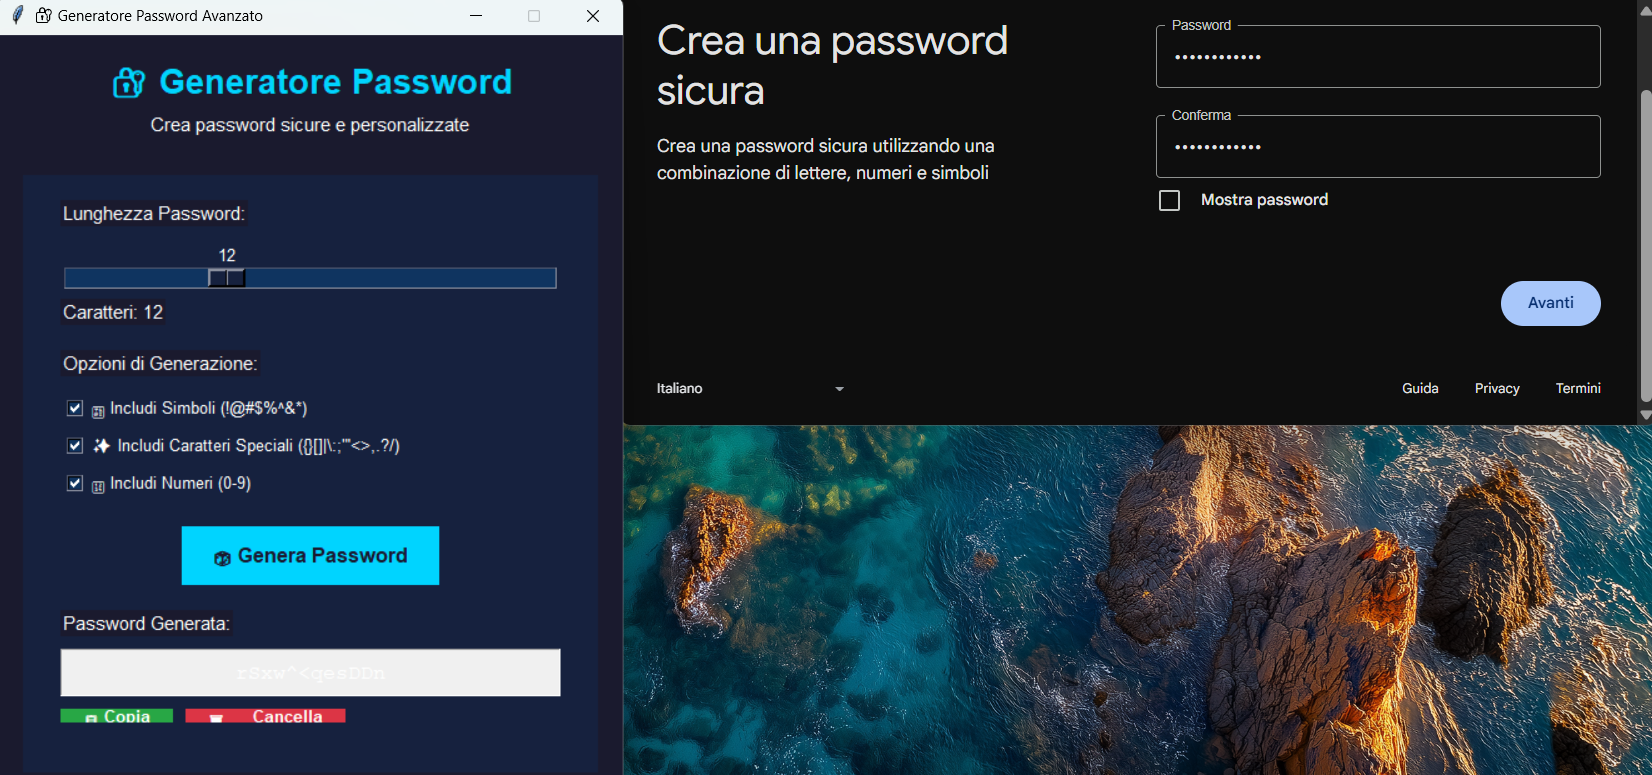 Generatore Password Avanzato
Generatore Password
Crea password sicure e personalizzate
Lunghezza Password:
12
Caratteri: 12
Opzioni di Generazione:
Includi Simboli (!@#$%^&*)
Includi Caratteri Speciali ({}[]|\:;'"<>,.?/)
Includi Numeri (0-9)
Genera Password
Password Generata:
Copia
Cancella
Crea una password
sicura
Crea una password sicura utilizzando una
combinazione di lettere, numeri e simboli
Password
••••••••••••
Conferma
••••••••••••
Mostra password
Avanti
Italiano
Guida
Privacy
Termini